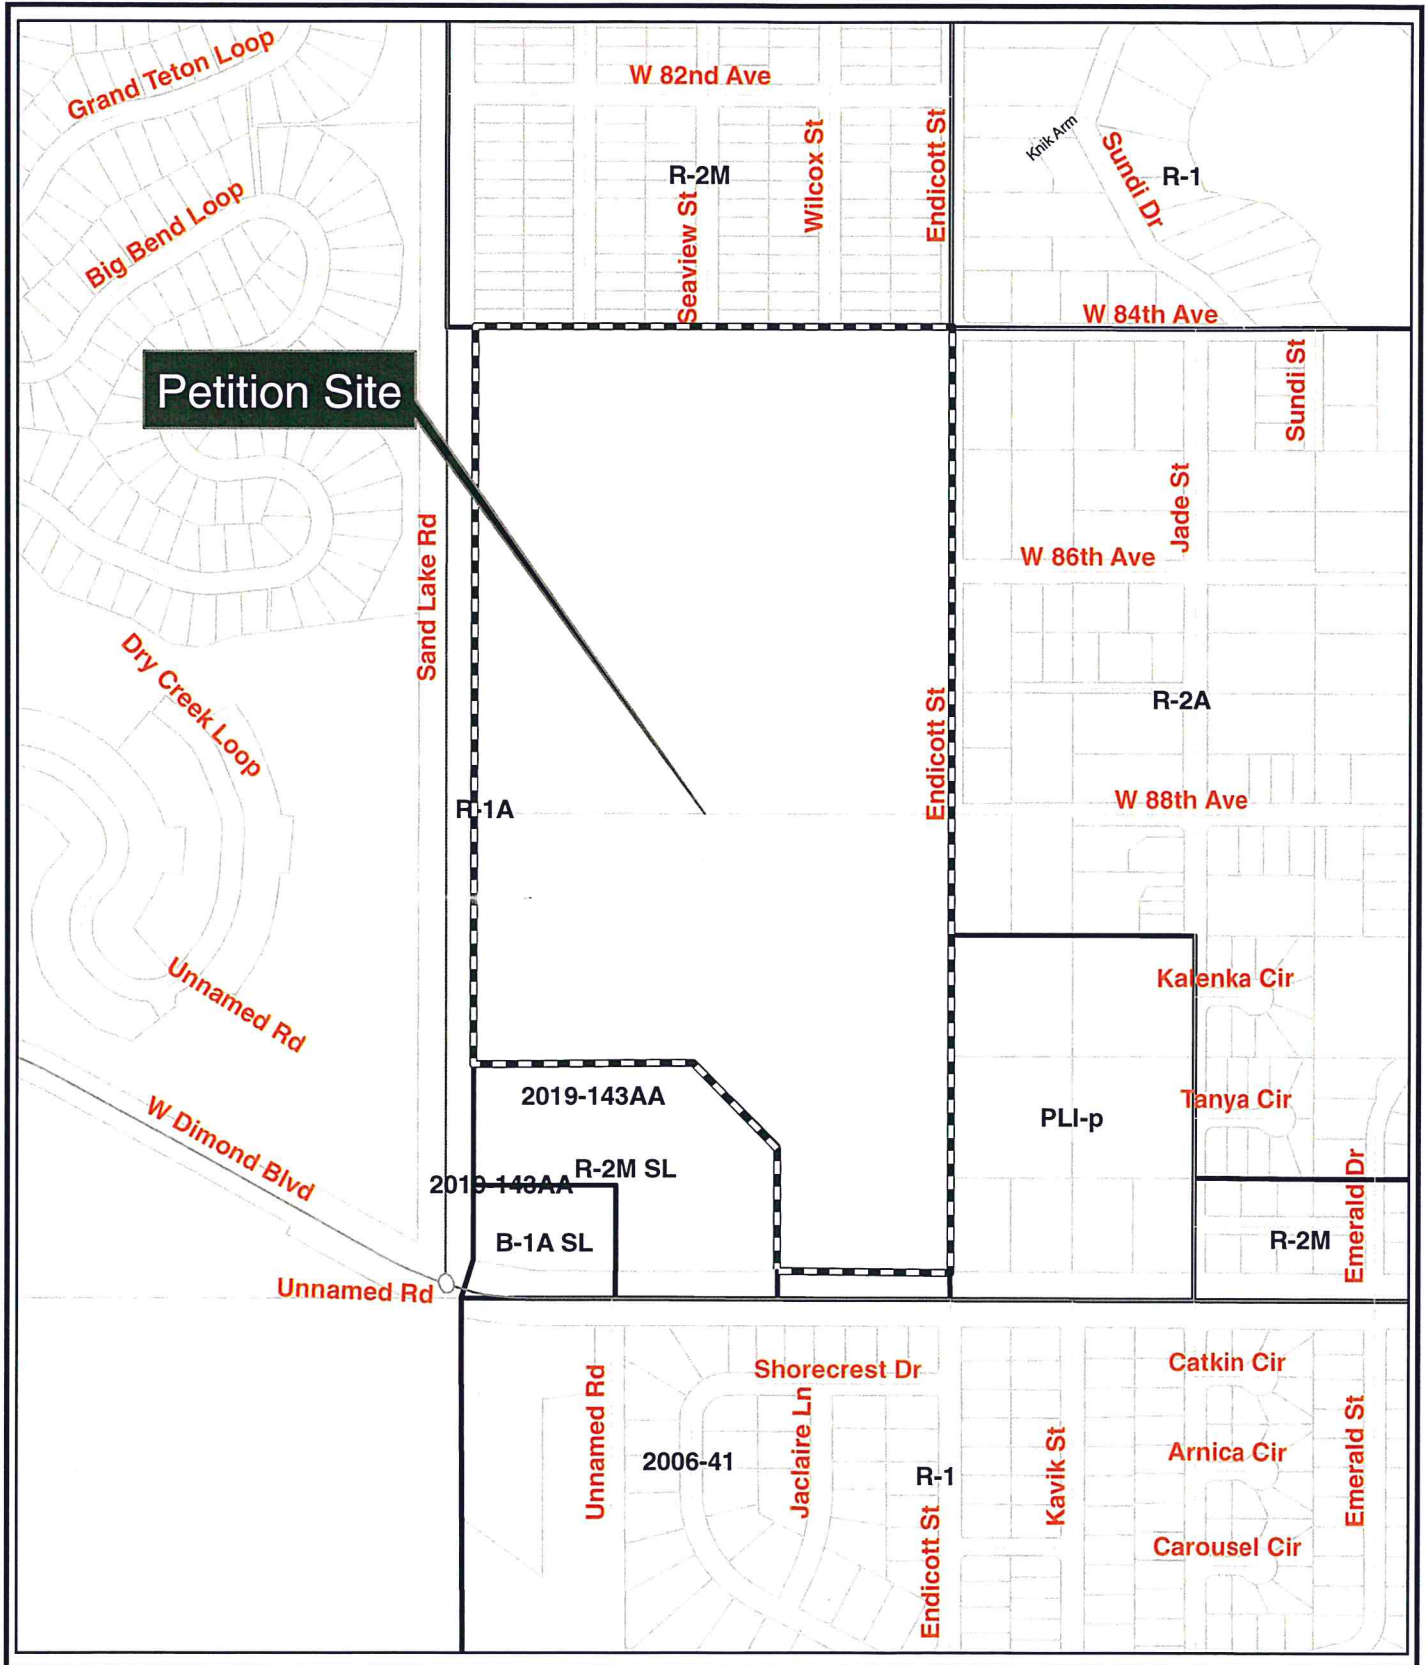 Grand Teton Loop
W 82nd Ave
Knik Arm
Wilcox St
Endicott St
Sundi Dr
R-2M
R-1
Big Bend Loop
Seaview St
W 84th Ave
Petition Site
Sundi St
Jade St
Sand Lake Rd
W 86th Ave
Dry Creek Loop
R-2A
Endicott St
R-1A
W 88th Ave
Unnamed Rd
Kalenka Cir
2019-143AA
Tanya Cir
PLI-p
W Dimond Blvd
R-2M SL
2019-143AA
Emerald Dr
B-1A SL
R-2M
Unnamed Rd
Shorecrest Dr
Catkin Cir
Unnamed Rd
Jaclaire Ln
2006-41
R-1
Kavik St
Arnica Cir
Emerald St
Endicott St
Carousel Cir